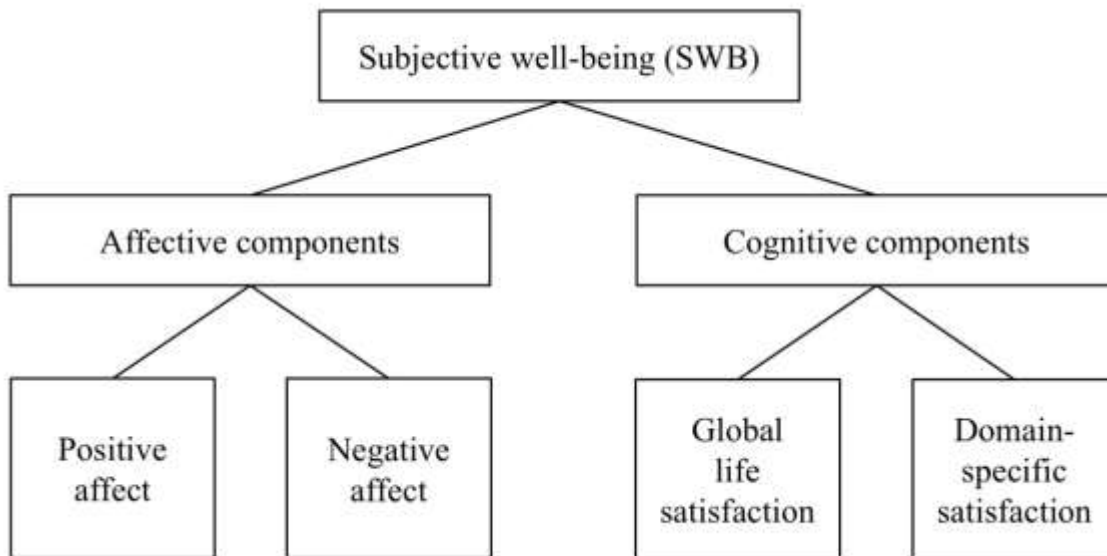 Subjective well-being (SWB)
Affective components
Cognitive components
Positive
affect
Negative
affect
Global
life
satisfaction
Domain-
specific
satisfaction